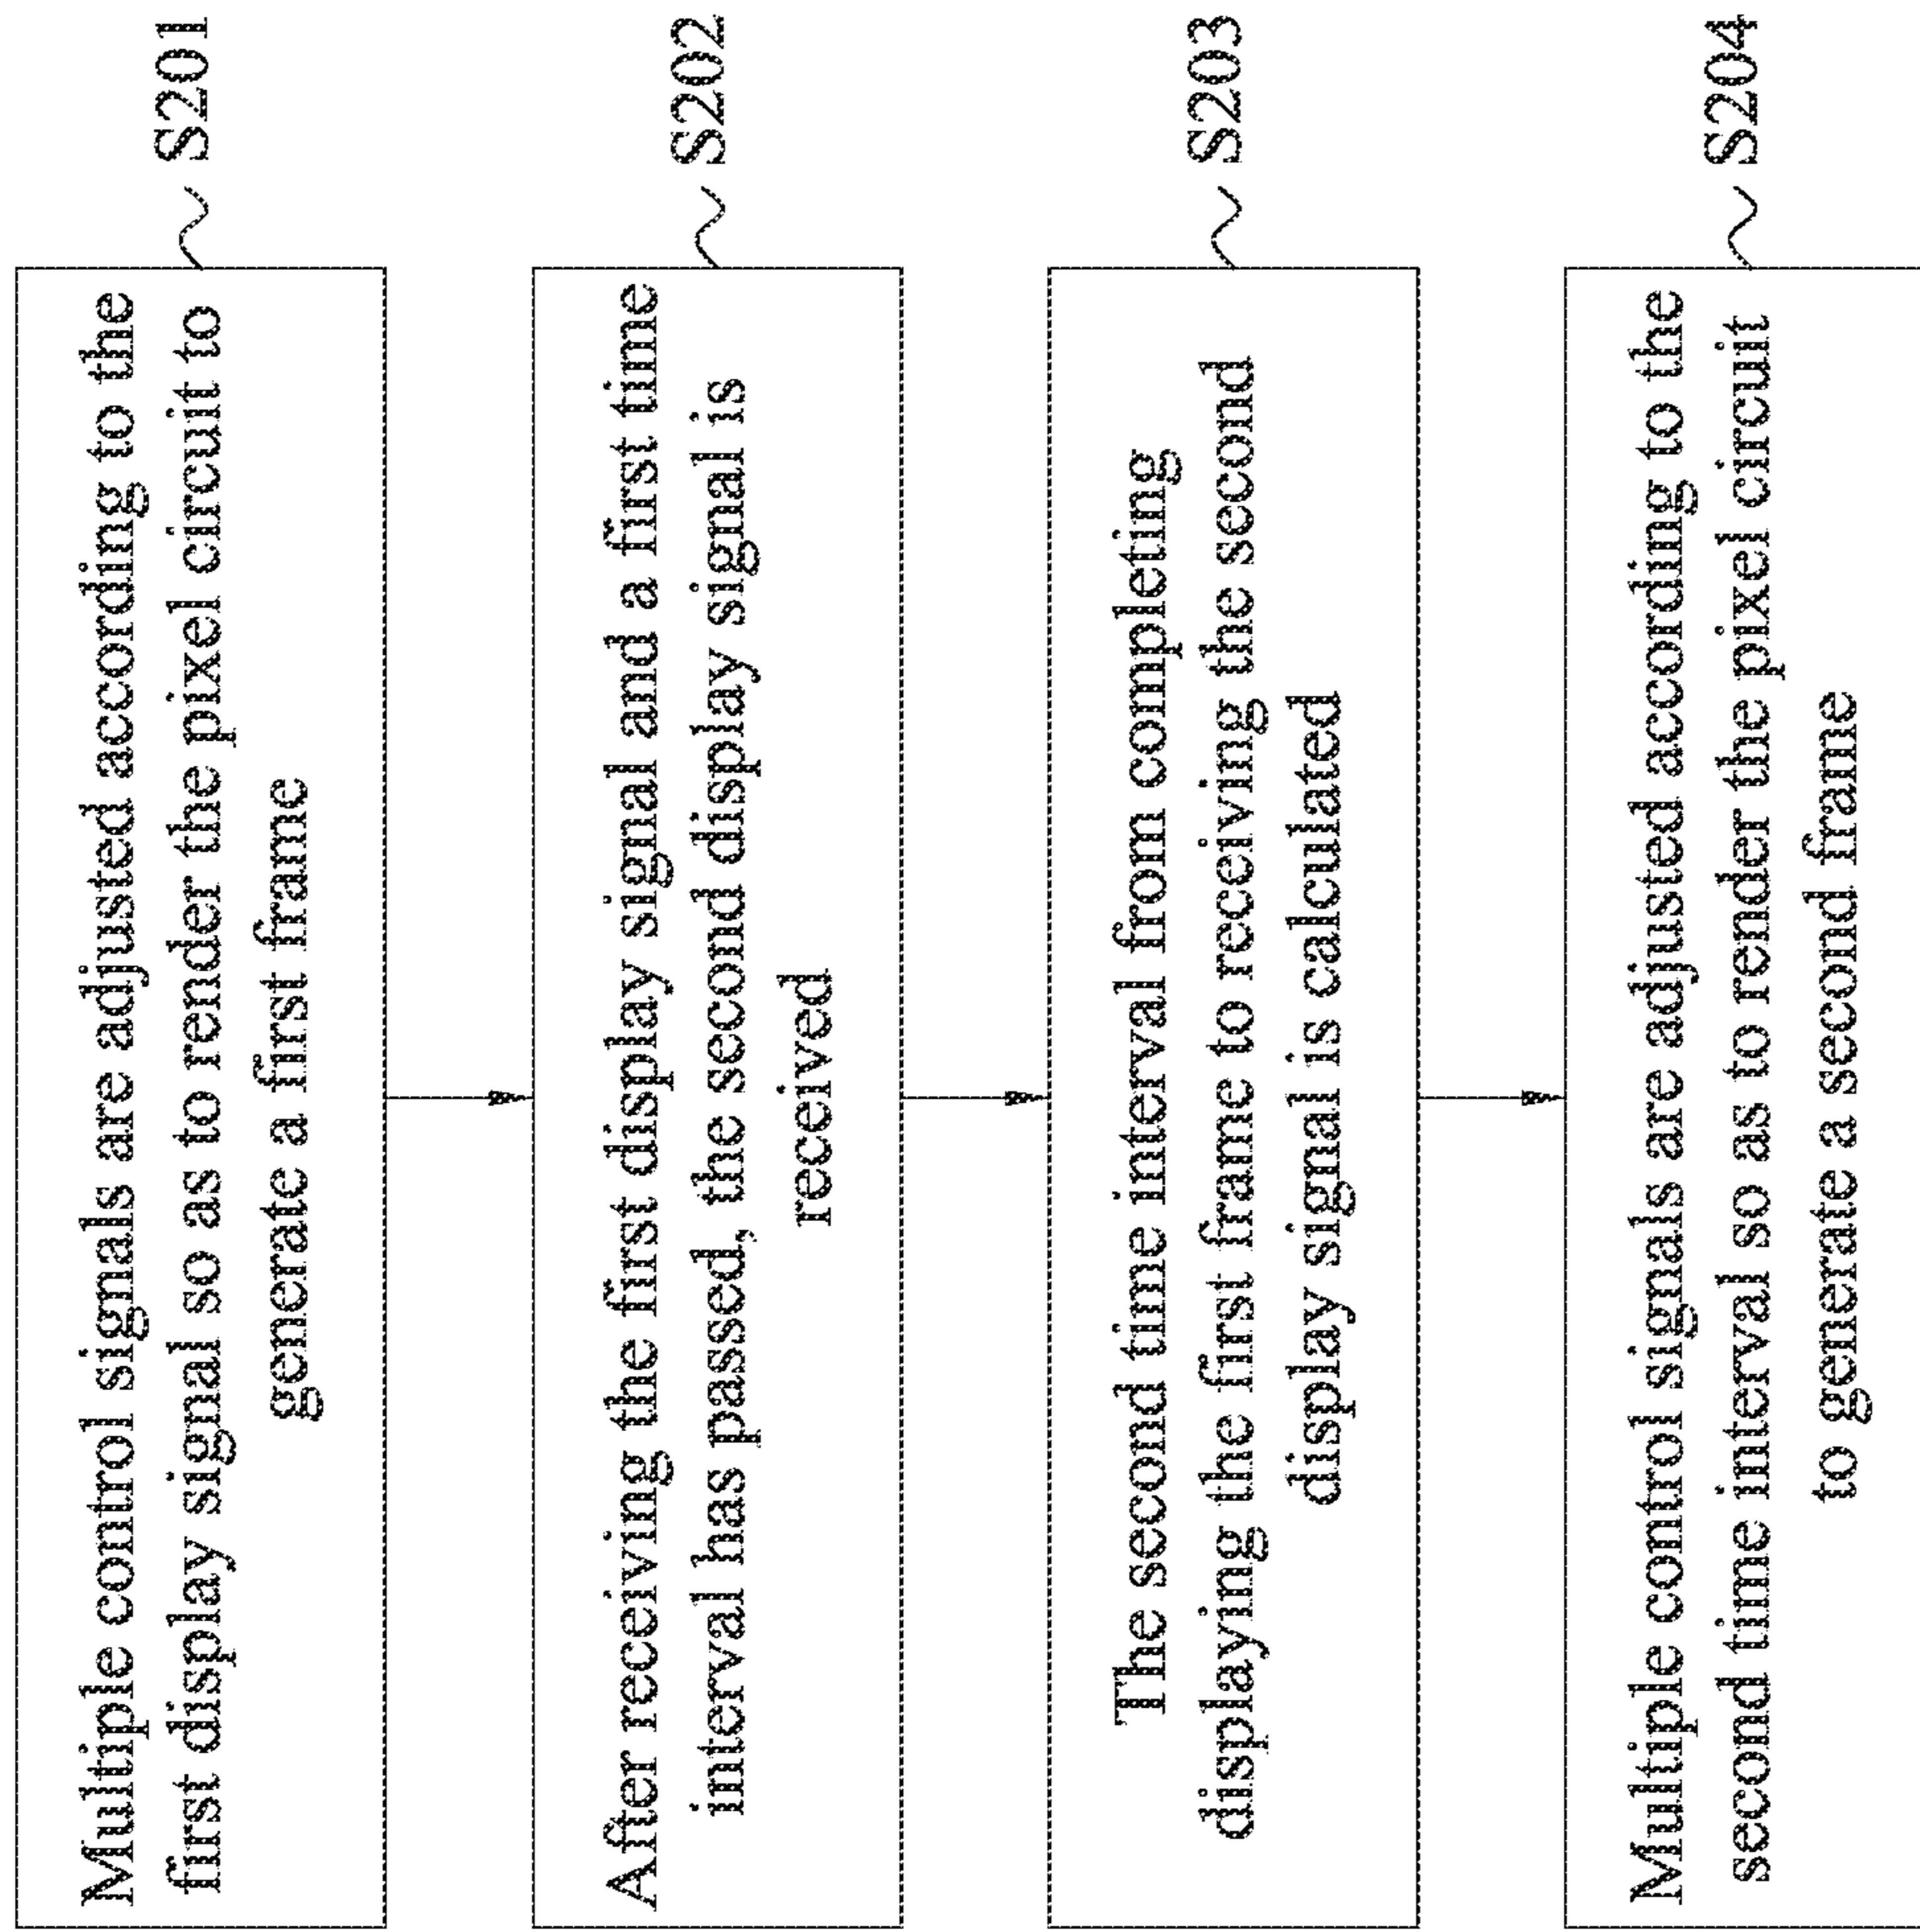 Multiple control signals are adjusted according to the
first display signal so as to render the pixel circuit to
generate a first frame
S201
After receiving the first display signal and a first time
interval has passed, the second display signal is
received
S202
The second time interval from completing
displaying the first frame to receiving the second
display signal is calculated
S203
Multiple control signals are adjusted according to the
second time interval so as to render the pixel circuit
to generate a second frame
S204